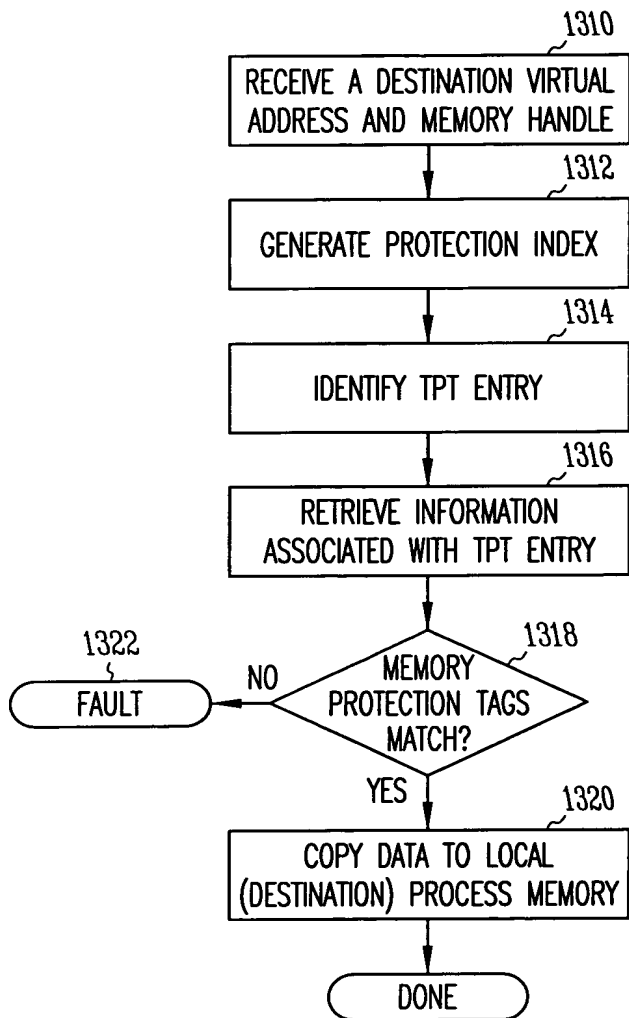 1310
RECEIVE A DESTINATION VIRTUAL
ADDRESS AND MEMORY HANDLE
1312
GENERATE PROTECTION INDEX
1314
IDENTIFY TPT ENTRY
1316
RETRIEVE INFORMATION
ASSOCIATED WITH TPT ENTRY
1318
MEMORY
PROTECTION TAGS
MATCH?
NO
1322
FAULT
YES
1320
COPY DATA TO LOCAL
(DESTINATION) PROCESS MEMORY
DONE